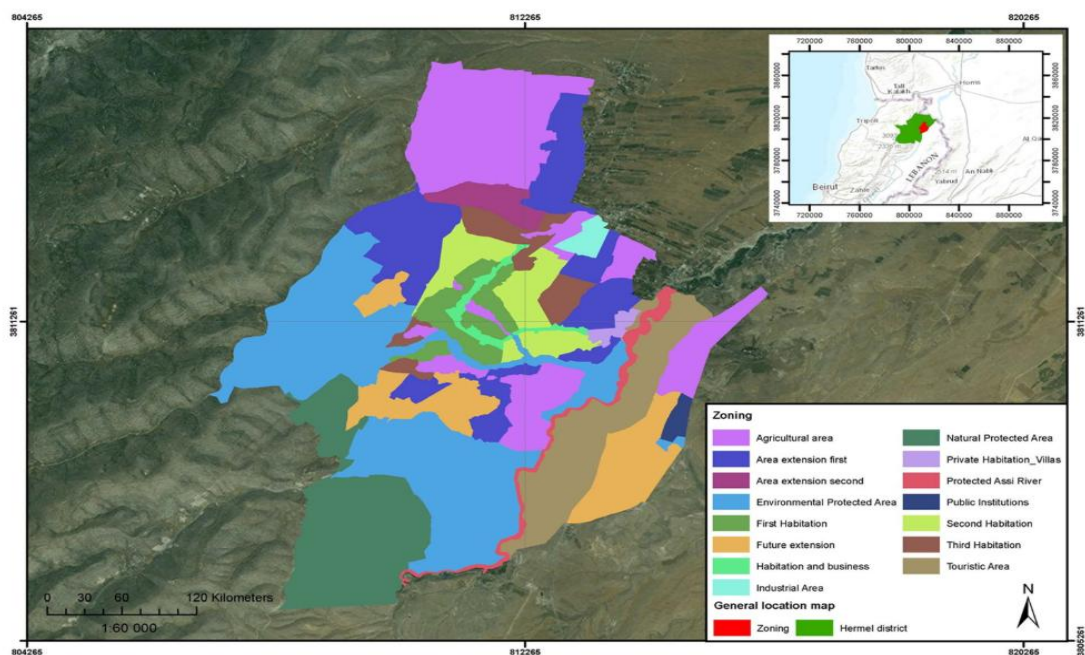 804265 812265 820265
720000 760000 800000 840000 880000
3860000
3820000
3780000
3740000
Tartus
Tall Kalakh
Homs
Tripoli
LEBANON
An Nabk
Yabrud
Beirut
Zahle
720000 760000 800000 840000 880000
3811261 3811261
Zoning
Agricultural area
Area extension first
Area extension second
Environmental Protected Area
First Habitation
Future extension
Habitation and business
Industrial Area
Natural Protected Area
Private Habitation_Villas
Protected Assi River
Public Institutions
Second Habitation
Third Habitation
Touristic Area
General location map
Zoning Hermel district
N
0 30 60 120 Kilometers
1:60 000
3805261
804265 812265 820265